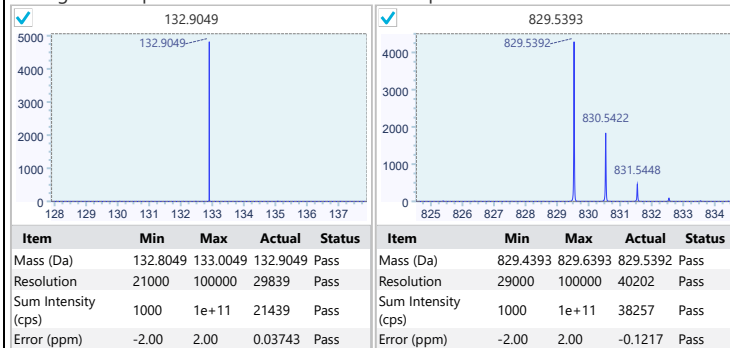 132.9049
5000
4000
3000
2000
1000
0
132.9049
128 129 130 131 132 133 134 135 136 137
Item Min Max Actual Status
Mass (Da) 132.8049 133.0049 132.9049 Pass
Resolution 21000 100000 29839 Pass
Sum Intensity (cps) 1000 1e+11 21439 Pass
Error (ppm) -2.00 2.00 0.03743 Pass
829.5393
4000
3000
2000
1000
0
829.5392
830.5422
831.5448
825 826 827 828 829 830 831 832 833 834
Item Min Max Actual Status
Mass (Da) 829.4393 829.6393 829.5392 Pass
Resolution 29000 100000 40202 Pass
Sum Intensity (cps) 1000 1e+11 38257 Pass
Error (ppm) -2.00 2.00 -0.1217 Pass